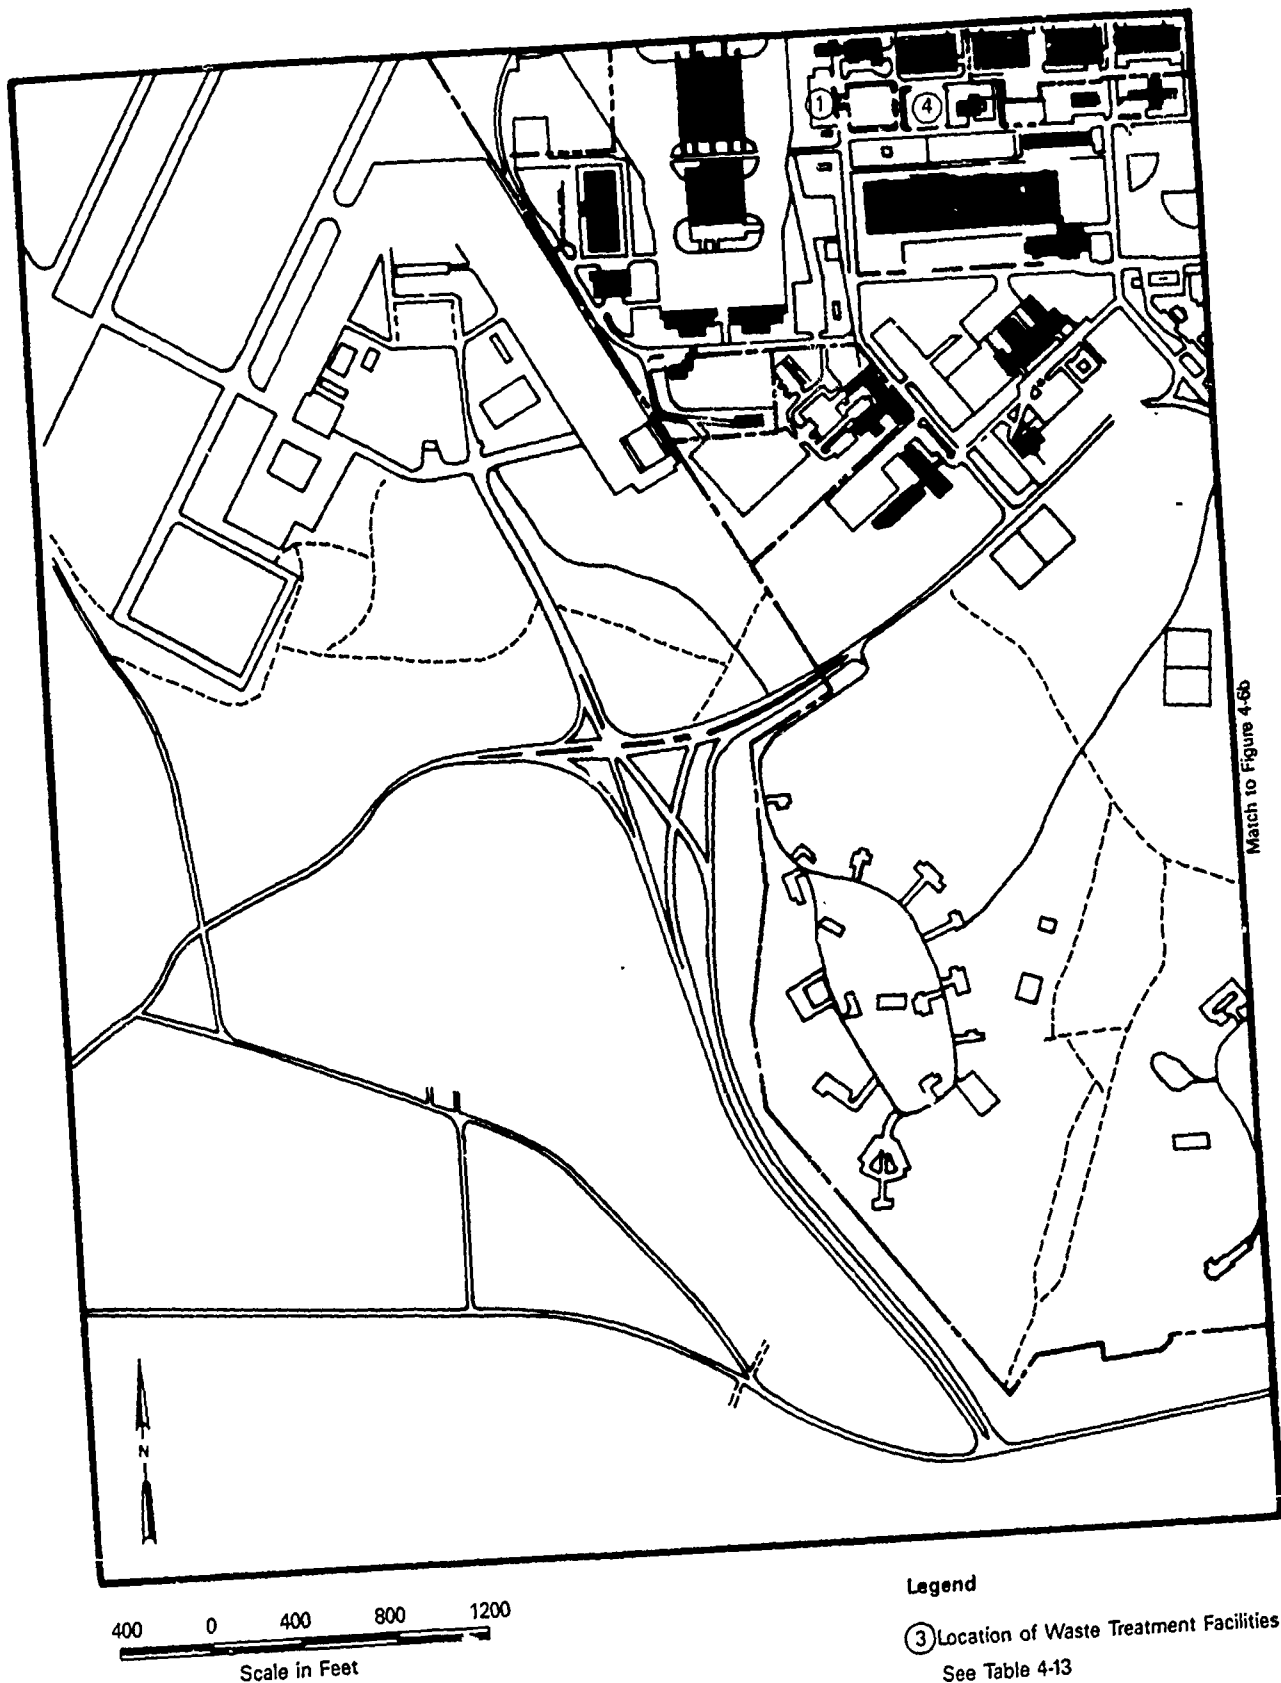 1
4
Match to Figure 4-6b
N
400 0 400 800 1200
Scale in Feet
Legend
3 Location of Waste Treatment Facilities
See Table 4-13